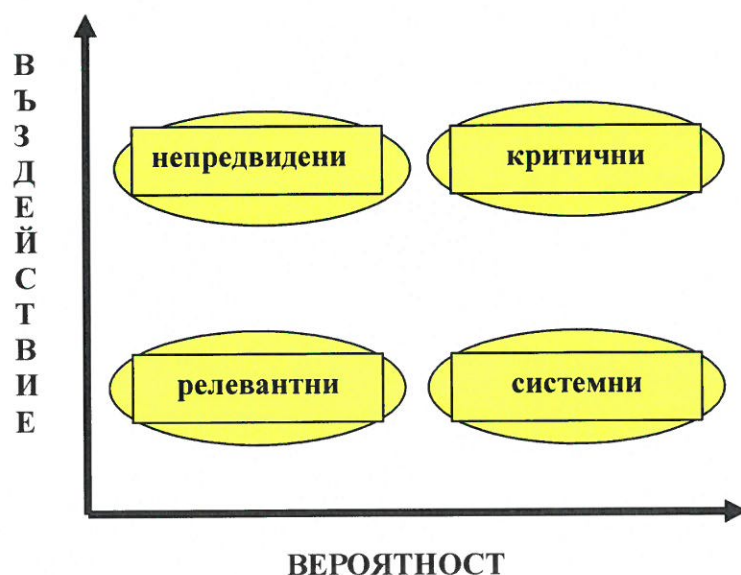 ВЪЗДЕЙСТВИЕ
непредвидени
критични
релевантни
системни
ВЕРОЯТНОСТ